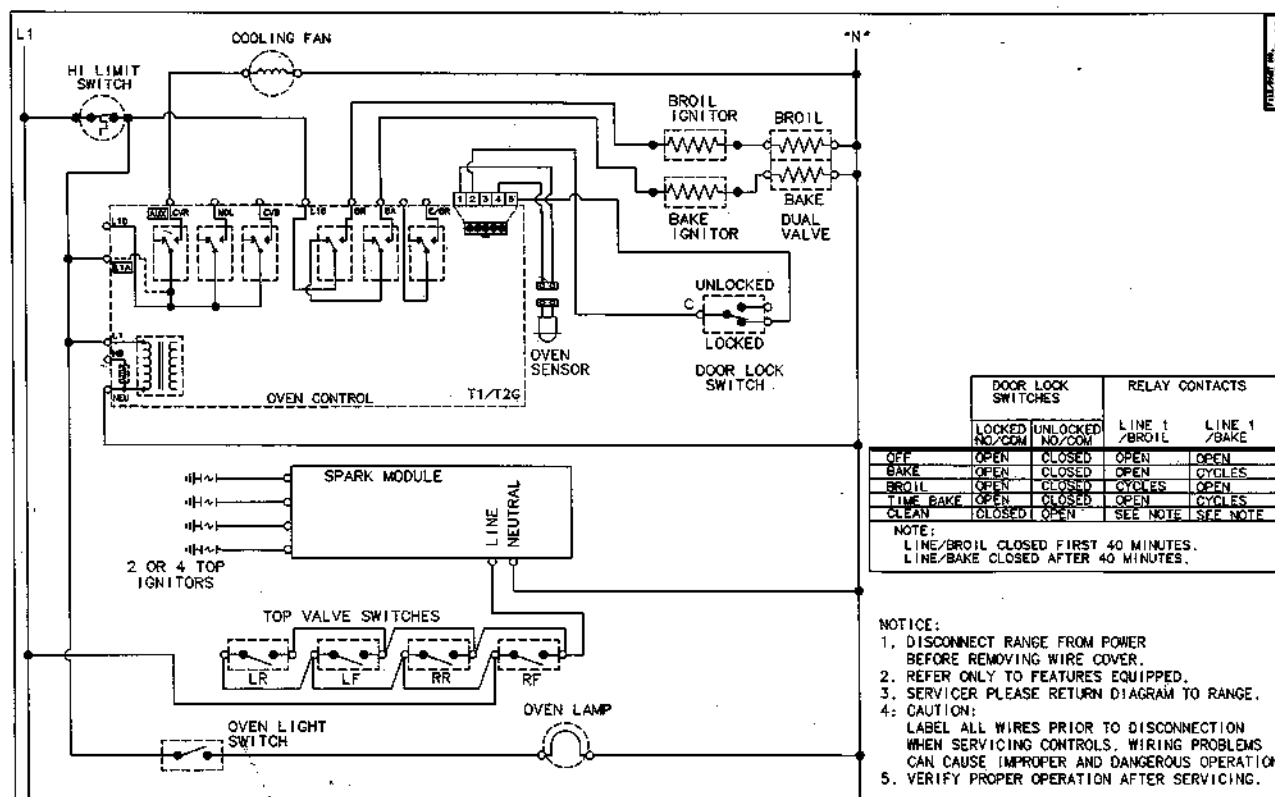 L1
COOLING FAN
"N"
HI LIMIT
SWITCH
BROIL
IGNITOR
BROIL
BAKE
IGNITOR
BAKE
DUAL
VALVE
1 2 3 4 5
AUX CVR
L1B
BR
BA
L1A
L1
NEU
OVEN CONTROL
T1/T2G
OVEN
SENSOR
UNLOCKED
C
LOCKED
DOOR LOCK
SWITCH
SPARK MODULE
LINE
NEUTRAL
2 OR 4 TOP
IGNITORS
TOP VALVE SWITCHES
LR
LF
RR
RF
OVEN LIGHT
SWITCH
OVEN LAMP
DOOR LOCK
SWITCHES
RELAY CONTACTS
LOCKED
NO/COM
UNLOCKED
NO/COM
LINE 1
/BROIL
LINE 1
/BAKE
OFF OPEN CLOSED OPEN OPEN
BAKE OPEN CLOSED OPEN CYCLES
BROIL OPEN CLOSED CYCLES OPEN
TIME BAKE OPEN CLOSED OPEN CYCLES
CLEAN CLOSED OPEN SEE NOTE SEE NOTE
NOTE:
LINE/BROIL CLOSED FIRST 40 MINUTES.
LINE/BAKE CLOSED AFTER 40 MINUTES.
NOTICE:
1. DISCONNECT RANGE FROM POWER
BEFORE REMOVING WIRE COVER.
2. REFER ONLY TO FEATURES EQUIPPED.
3. SERVICER PLEASE RETURN DIAGRAM TO RANGE.
4: CAUTION:
LABEL ALL WIRES PRIOR TO DISCONNECTION
WHEN SERVICING CONTROLS. WIRING PROBLEMS
CAN CAUSE IMPROPER AND DANGEROUS OPERATION
5. VERIFY PROPER OPERATION AFTER SERVICING.